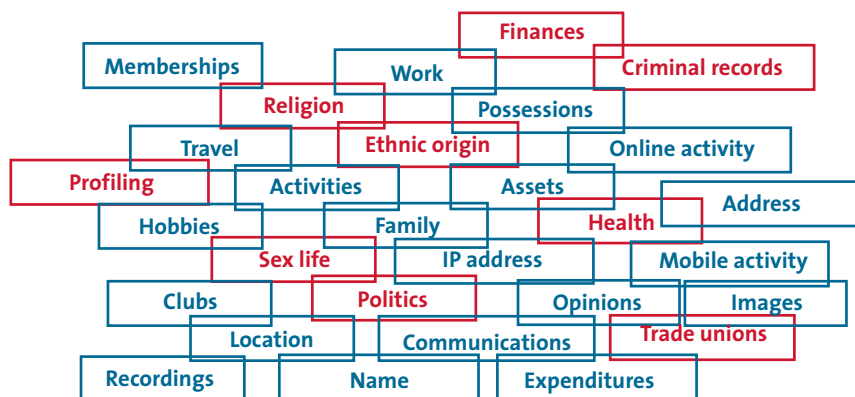 Finances
Memberships
Work
Criminal records
Religion
Possessions
Travel
Ethnic origin
Online activity
Profiling
Activities
Assets
Address
Hobbies
Family
Health
Sex life
IP address
Mobile activity
Clubs
Politics
Opinions
Images
Location
Communications
Trade unions
Recordings
Name
Expenditures